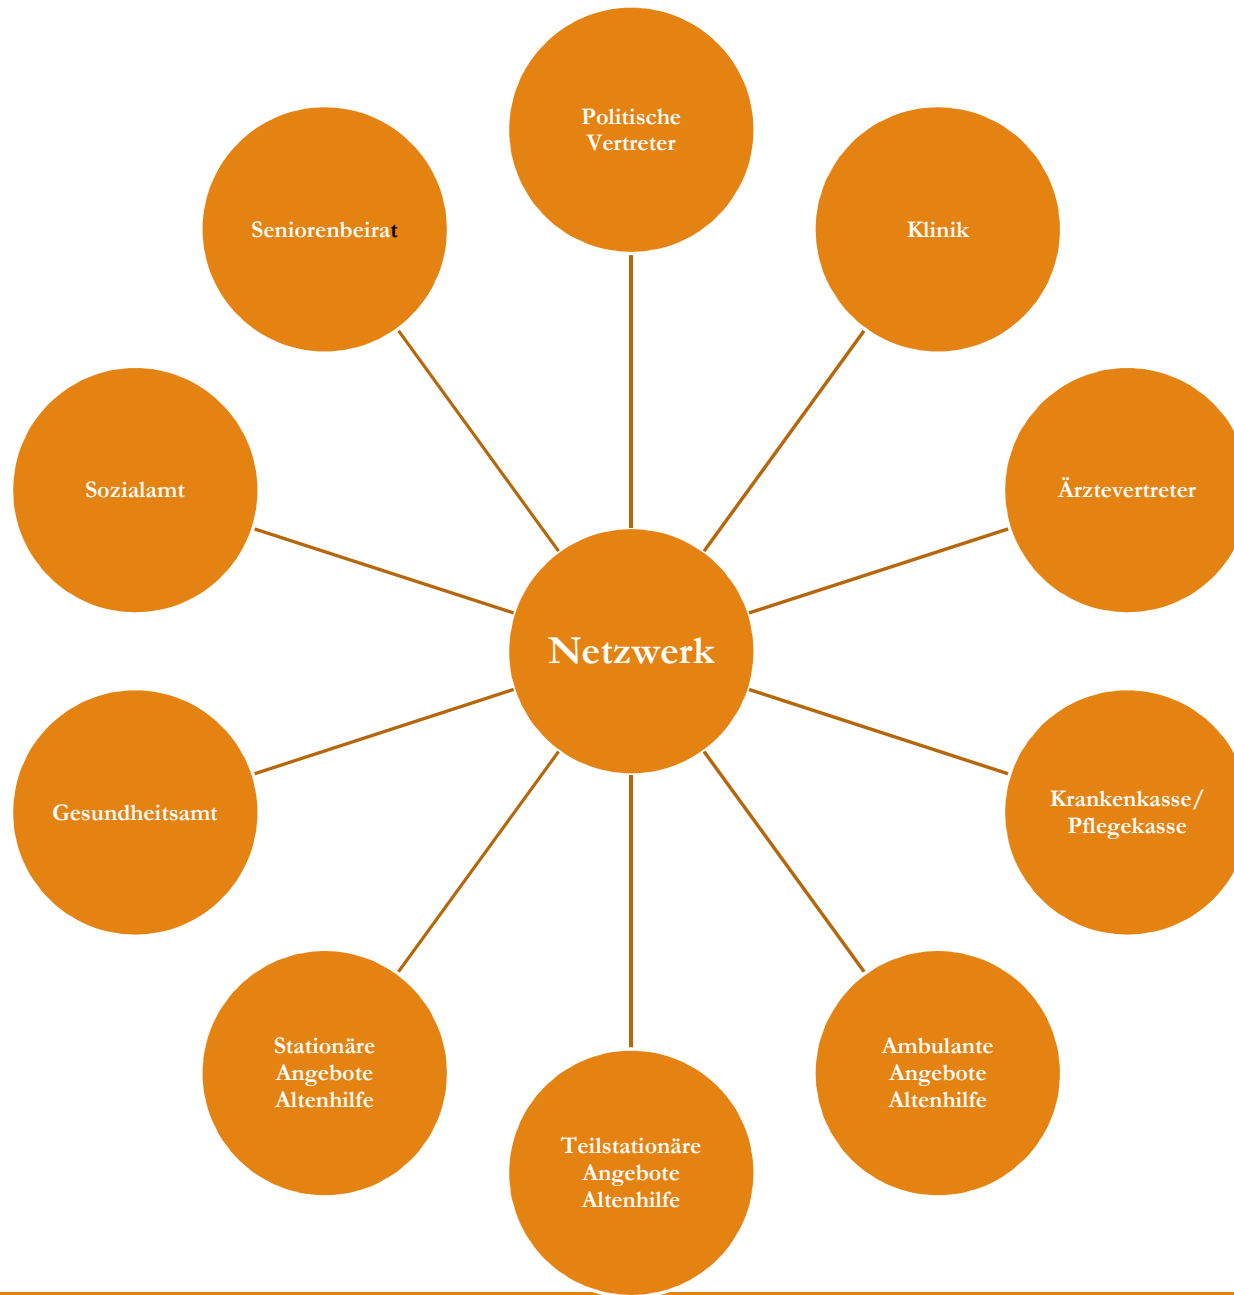 Politische
Vertreter
Seniorenbeirat
Klinik
Sozialamt
Ärztevertreter
Netzwerk
Gesundheitsamt
Krankenkasse/
Pflegekasse
Stationäre
Angebote
Altenhilfe
Ambulante
Angebote
Altenhilfe
Teilstationäre
Angebote
Altenhilfe